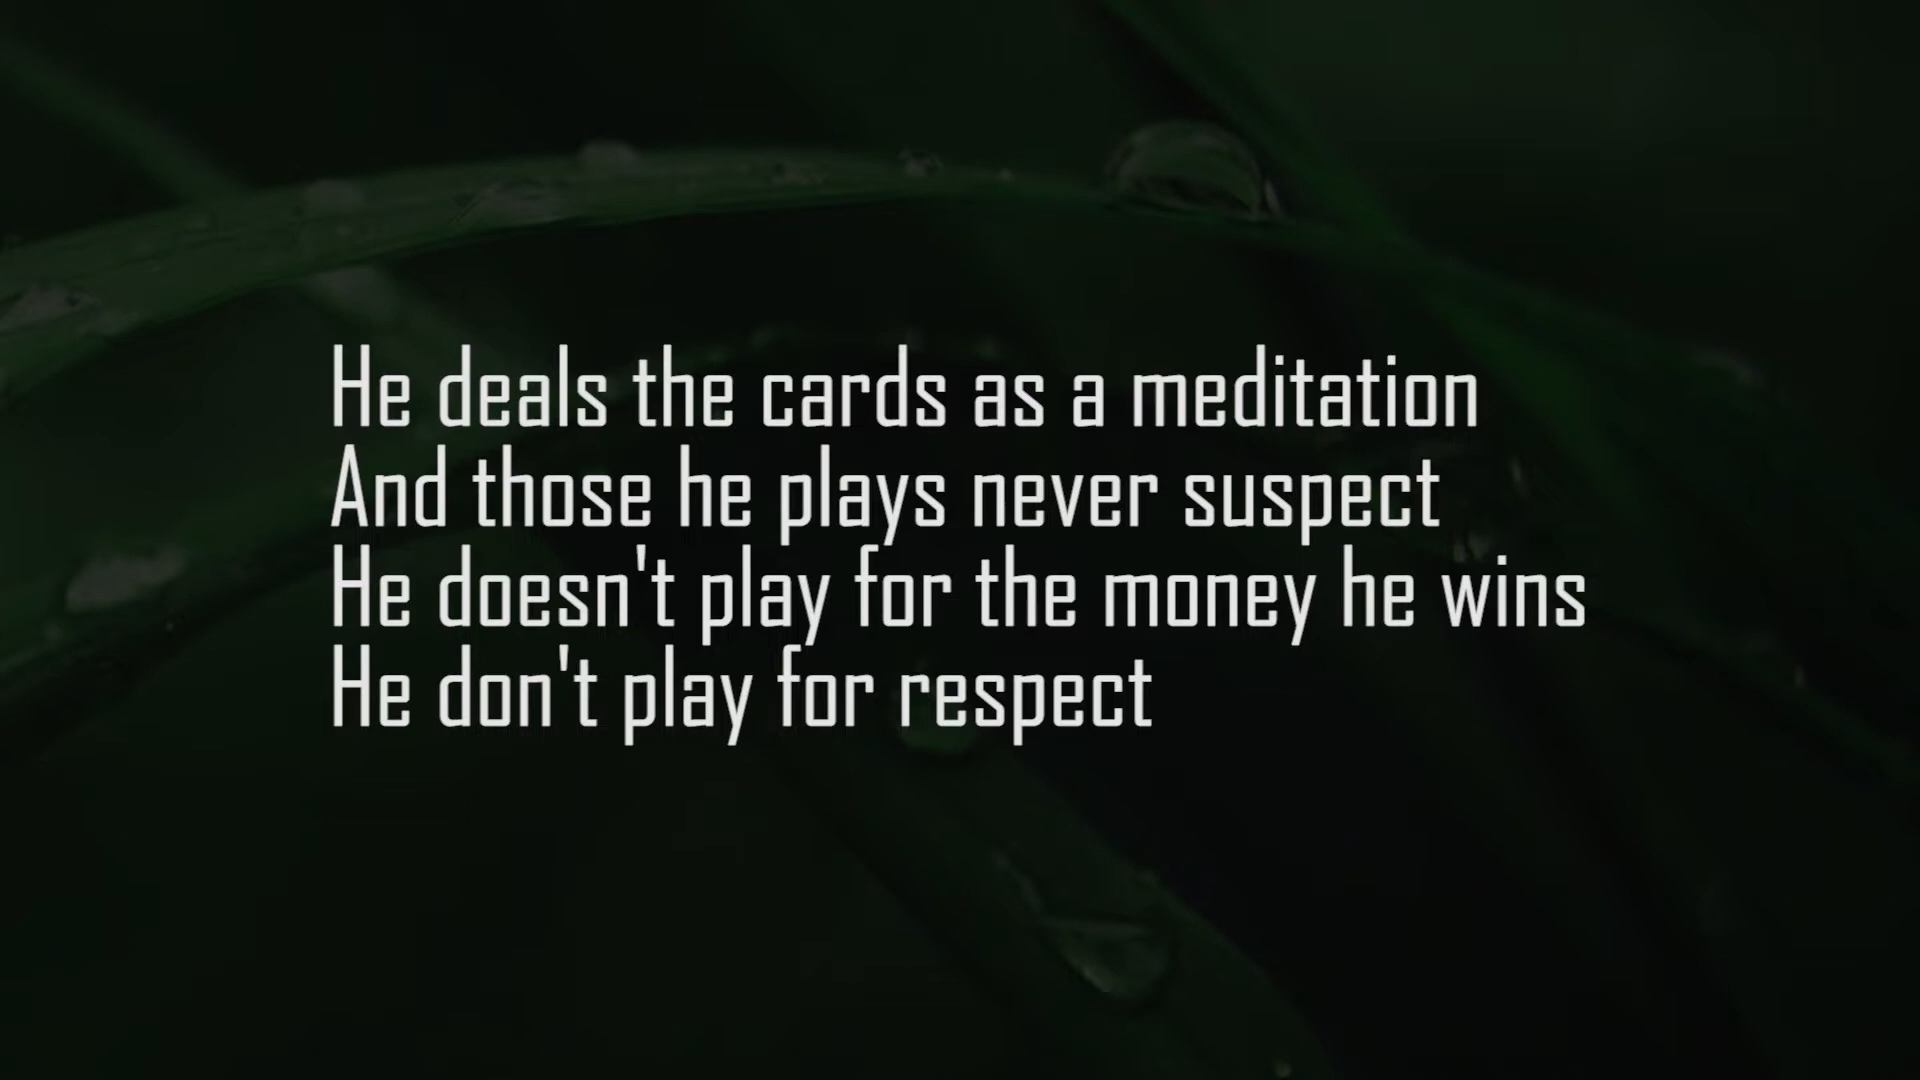 He deals the cards as a meditation
And those he plays never suspect
He doesn't play for the money he wins
He don't play for respect